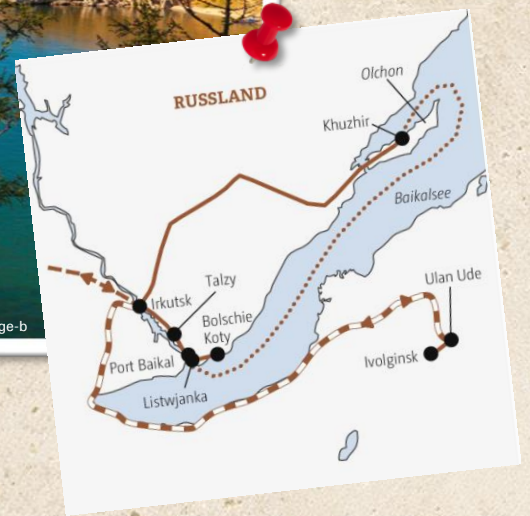 RUSSLAND
Olchon
Khuzhir
Baikalsee
Talzy
Irkutsk
Bolschie
Koty
Ulan Ude
Port Baikal
Ivolginsk
Listwjanka
ge-b